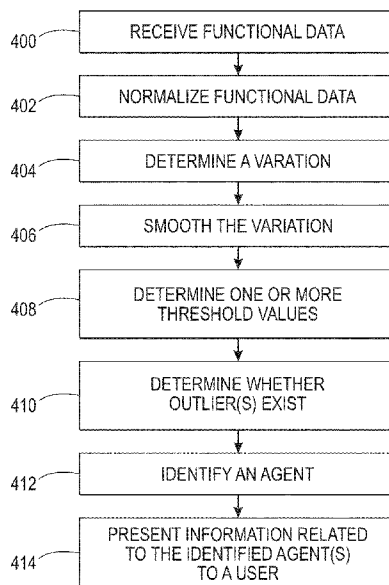 400 RECEIVE FUNCTIONAL DATA
402 NORMALIZE FUNCTIONAL DATA
404 DETERMINE A VARATION
406 SMOOTH THE VARIATION
408 DETERMINE ONE OR MORE
THRESHOLD VALUES
410 DETERMINE WHETHER
OUTLIER(S) EXIST
412 IDENTIFY AN AGENT
414 PRESENT INFORMATION RELATED
TO THE IDENTIFIED AGENT(S)
TO A USER